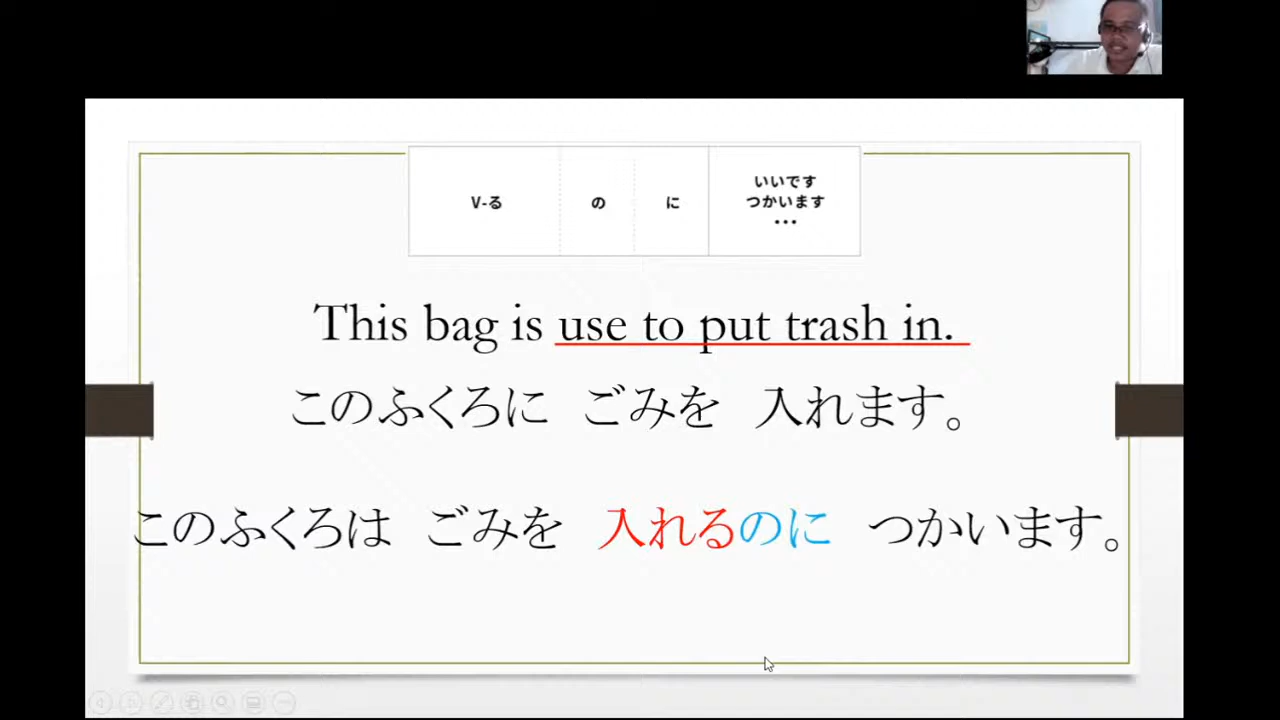 V-る の に いいです
つかいます
•••
This bag is use to put trash in.
このふくろに ごみを 入れます。
このふくろは ごみを 入れるのに つかいます。